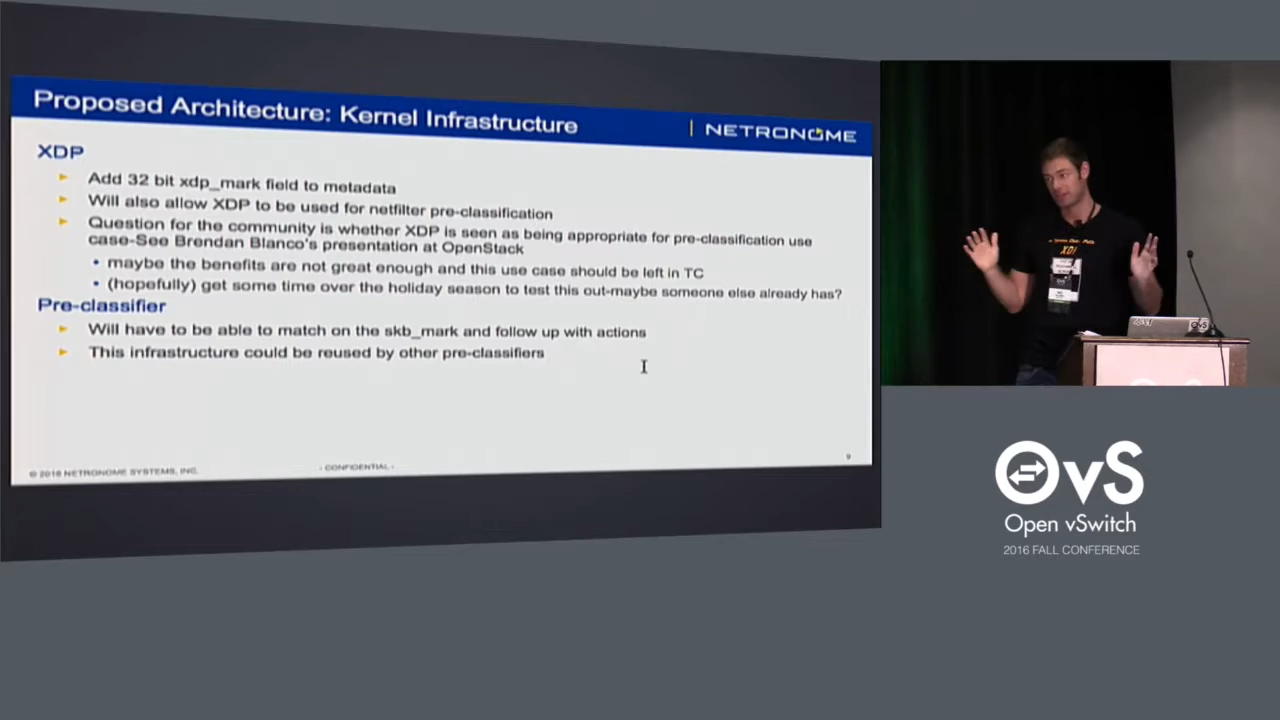 Proposed Architecture: Kernel Infrastructure
NETRONOME
XDP
Add 32 bit xdp_mark field to metadata
Will also allow XDP to be used for netfilter pre-classification
Question for the community is whether XDP is seen as being appropriate for pre-classification use
case-See Brendan Blanco's presentation at OpenStack
• maybe the benefits are not great enough and this use case should be left in TC
• (hopefully) get some time over the holiday season to test this out-maybe someone else already has?
Pre-classifier
Will have to be able to match on the skb_mark and follow up with actions
This infrastructure could be reused by other pre-classifiers
© 2016 NETRONOME SYSTEMS, INC.
- CONFIDENTIAL -
9
OvS
Open vSwitch
2016 FALL CONFERENCE